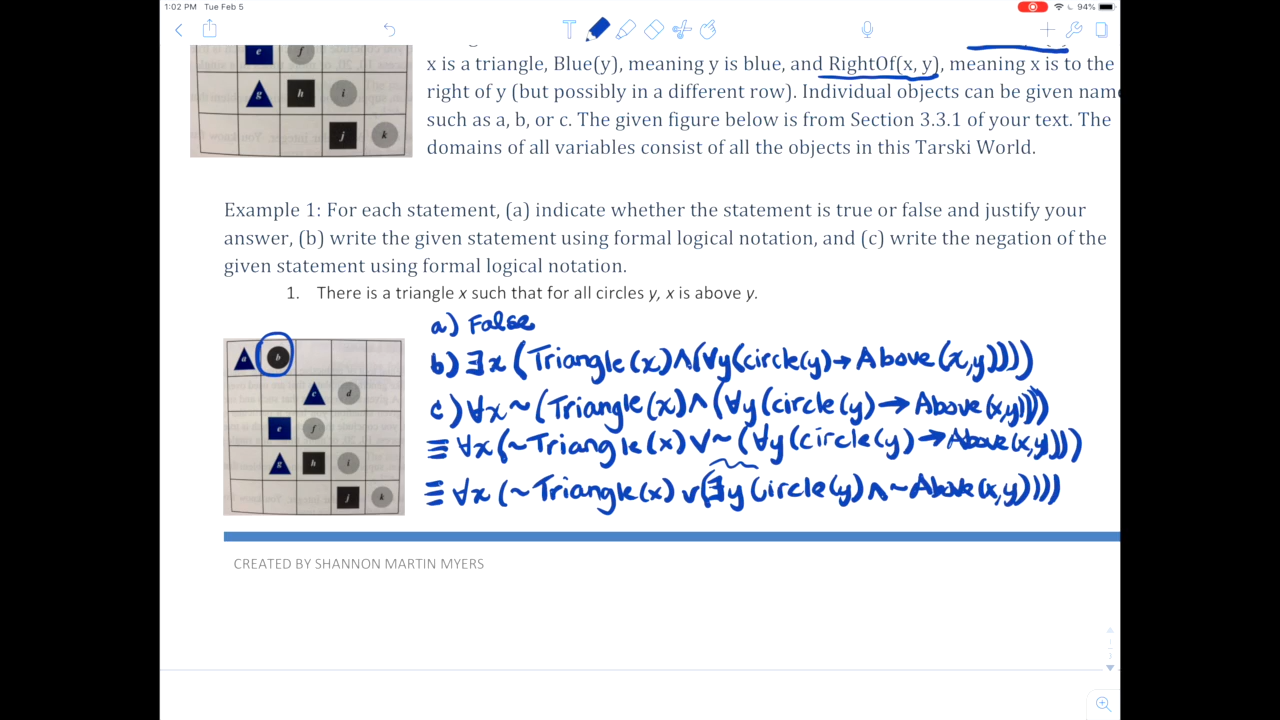 1:02 PM Tue Feb 5
94%
x is a triangle, Blue(y), meaning y is blue, and RightOf(x, y), meaning x is to the
right of y (but possibly in a different row). Individual objects can be given name
such as a, b, or c. The given figure below is from Section 3.3.1 of your text. The
domains of all variables consist of all the objects in this Tarski World.
e f
g h i
j k
Example 1: For each statement, (a) indicate whether the statement is true or false and justify your
answer, (b) write the given statement using formal logical notation, and (c) write the negation of the
given statement using formal logical notation.
1. There is a triangle x such that for all circles y, x is above y.
a) False
b) ∃x (Triangle(x)∧(∀y(circle(y)→Above(x,y))))
c) ∀x ~(Triangle(x)∧(∀y(circle(y)→Above(x,y))))
≡ ∀x(~Triangle(x) ∨~(∀y(circle(y)→Above(x,y))))
≡ ∀x (~Triangle(x) ∨(∃y(circle(y)∧~Above(x,y))))
a b
c d
e f
g h i
j k
CREATED BY SHANNON MARTIN MYERS